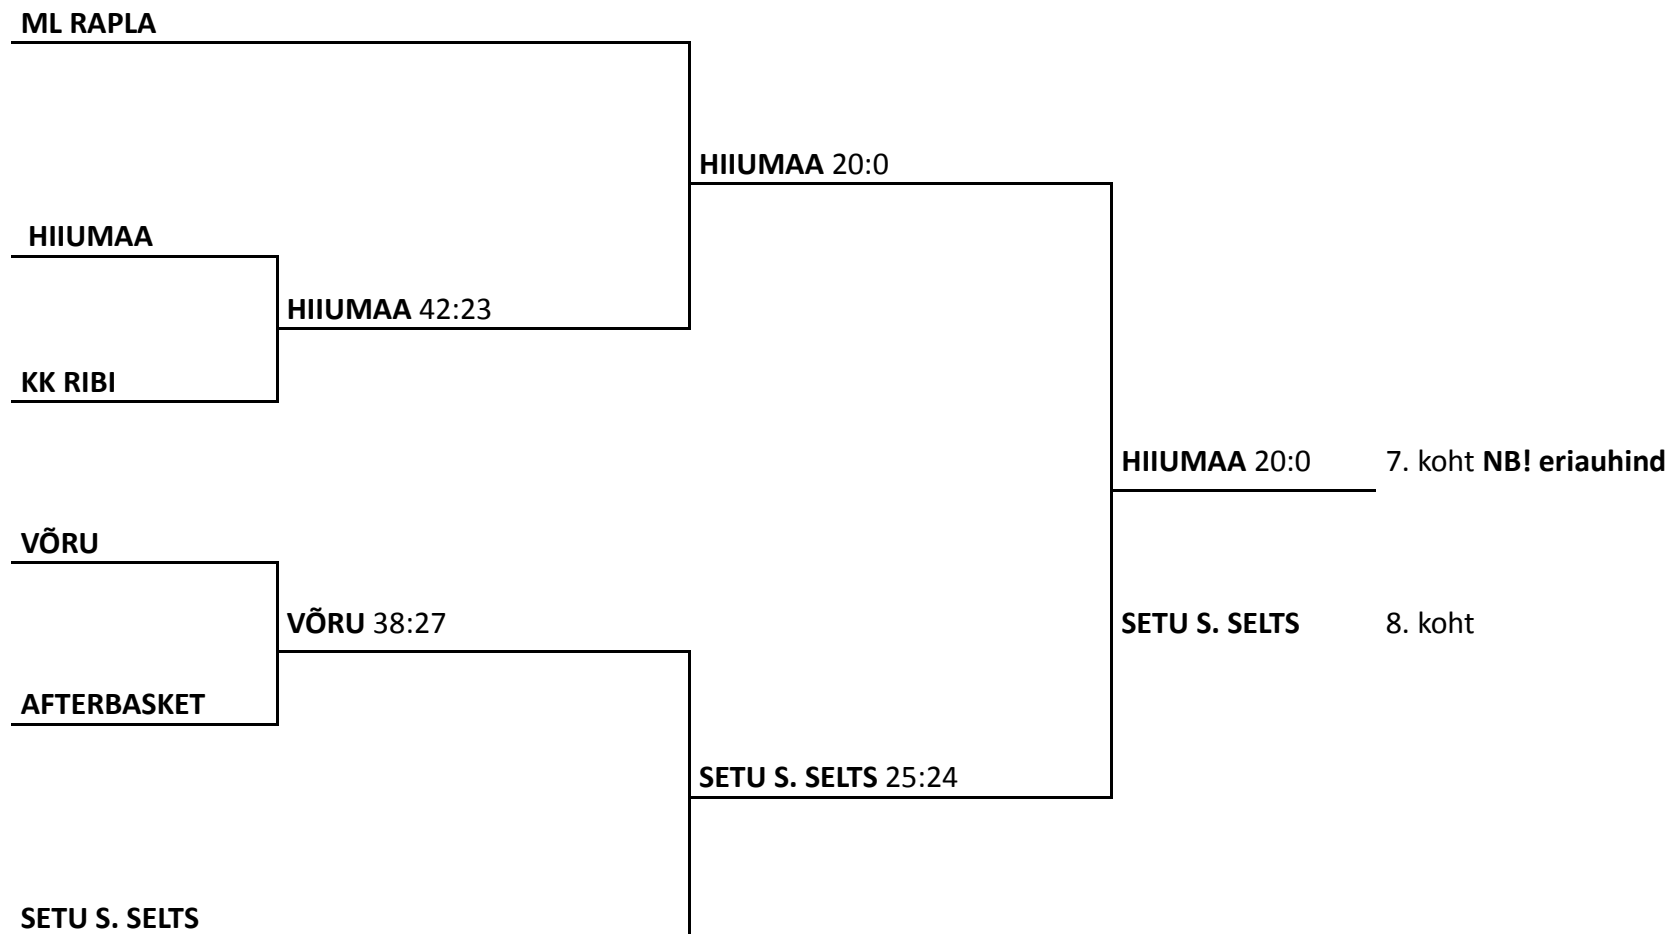 ML RAPLA
HIIUMAA 20:0
HIIUMAA
HIIUMAA 42:23
KK RIBI
HIIUMAA 20:0 7. koht NB! eriauhind
VÕRU
VÕRU 38:27
SETU S. SELTS 8. koht
AFTERBASKET
SETU S. SELTS 25:24
SETU S. SELTS